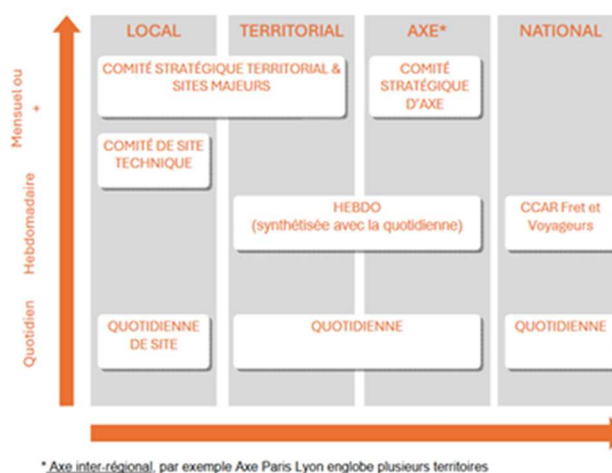 LOCAL
TERRITORIAL
AXE*
NATIONAL
Mensuel ou
+
COMITÉ STRATÉGIQUE TERRITORIAL &
SITES MAJEURS
COMITÉ
STRATÉGIQUE
D'AXE
COMITÉ DE SITE
TECHNIQUE
Hebdomadaire
HEBDO
(synthétisée avec la quotidienne)
CCAR Fret et
Voyageurs
Quotidien
QUOTIDIENNE
DE SITE
QUOTIDIENNE
QUOTIDIENNE
* Axe inter-régional, par exemple Axe Paris Lyon englobe plusieurs territoires